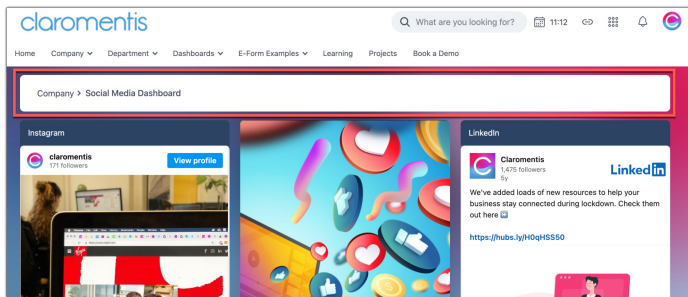 claromentis
What are you looking for?
11:12
Home Company Department Dashboards E-Form Examples Learning Projects Book a Demo
Company > Social Media Dashboard
Instagram
claromentis
171 followers
View profile
LinkedIn
Claromentis
1,475 followers
5y
Linked in
We've added loads of new resources to help your
business stay connected during lockdown. Check them
out here
https://hubs.ly/H0qHSS50